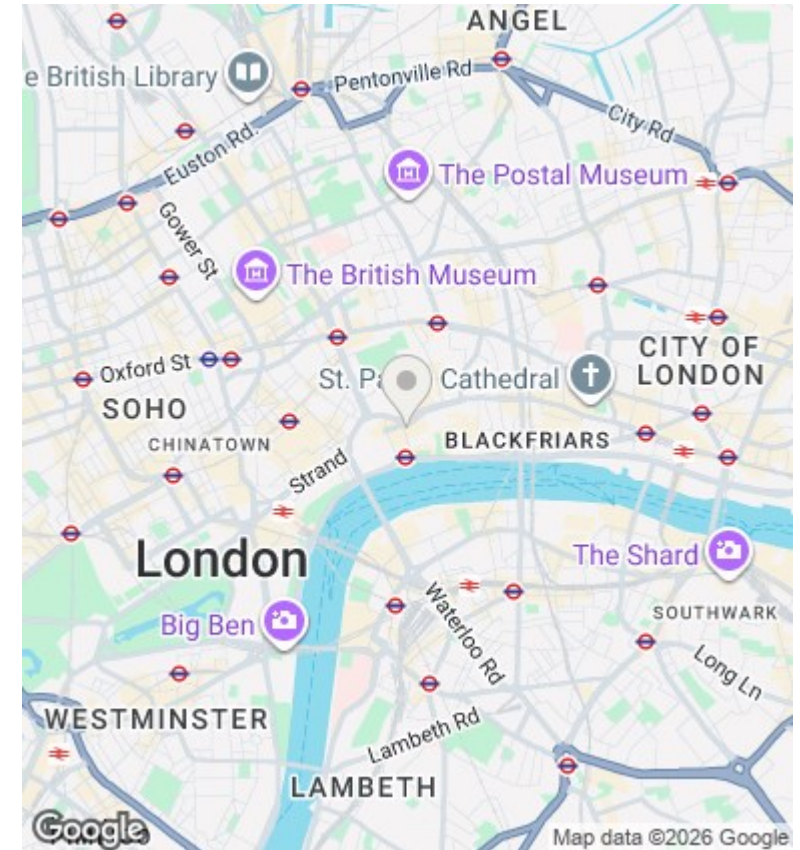 ANGEL
e British Library
Pentonville Rd
City Rd
Euston Rd.
The Postal Museum
Gower St
The British Museum
Oxford St
CITY OF
LONDON
St. Pa Cathedral
SOHO
CHINATOWN
BLACKFRIARS
Strand
London
The Shard
Big Ben
Waterloo Rd
SOUTHWARK
Long Ln
WESTMINSTER
Lambeth Rd
LAMBETH
Google
Map data ©2026 Google